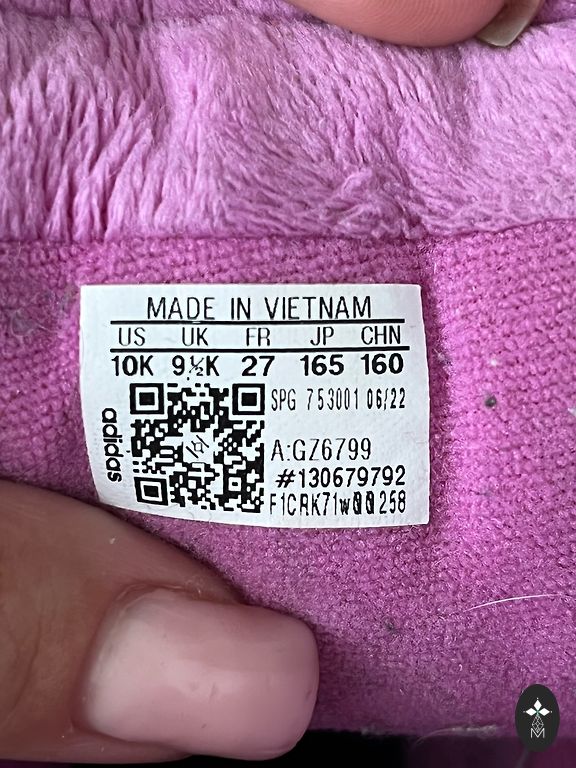 MADE IN VIETNAM
US UK FR JP CHN
10K 9½K 27 165 160
adidas
SPG 753001 06/22
A:GZ6799
#130679792
F1CRK71w00258
M